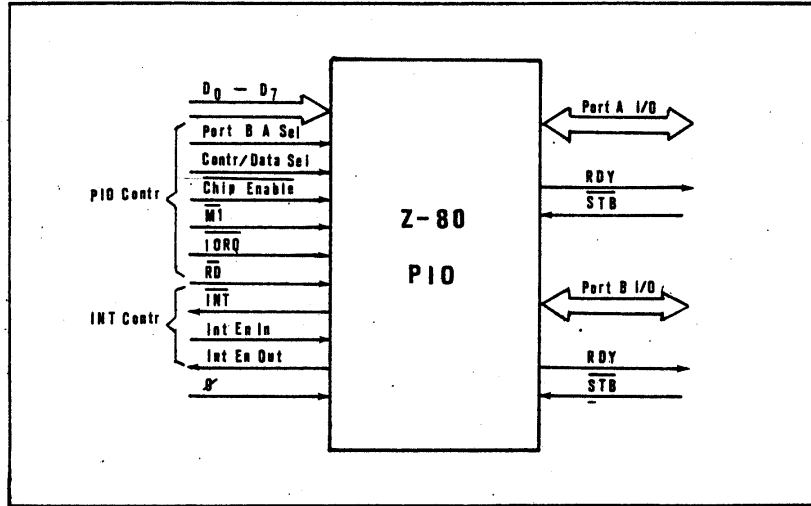 D0 – D7
Port B A Sel
Contr/Data Sel
Chip Enable
M1
IORQ
RD
PIO Contr
INT
Int En In
Int En Out
Ø
INT Contr
Z-80
PIO
Port A I/O
RDY
STB
Port B I/O
RDY
STB